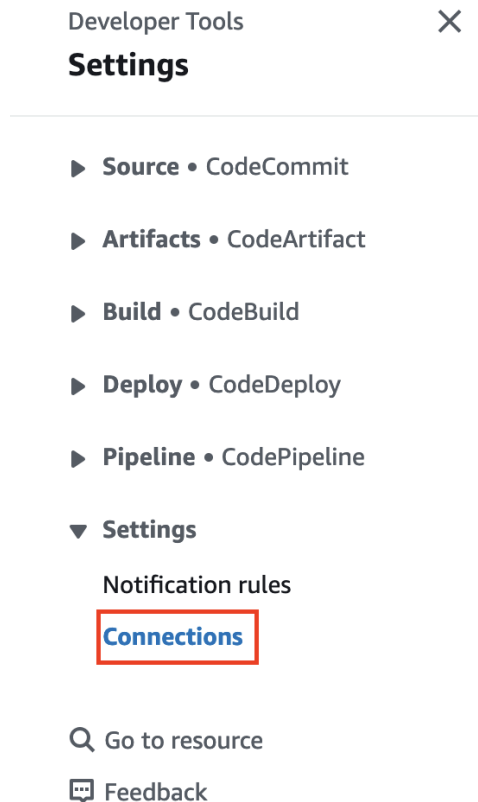 Developer Tools
Settings
Source • CodeCommit
Artifacts • CodeArtifact
Build • CodeBuild
Deploy • CodeDeploy
Pipeline • CodePipeline
Settings
Notification rules
Connections
Go to resource
Feedback